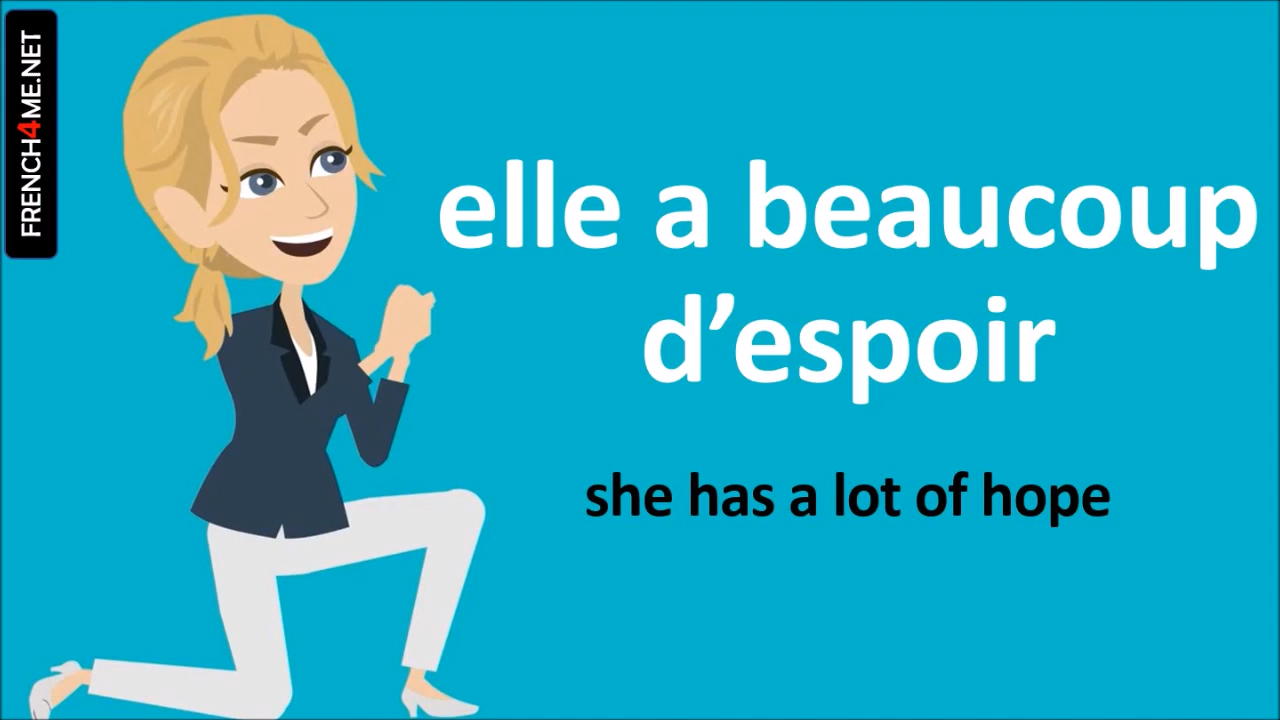 FRENCH4ME.NET
elle a beaucoup
d’espoir
she has a lot of hope